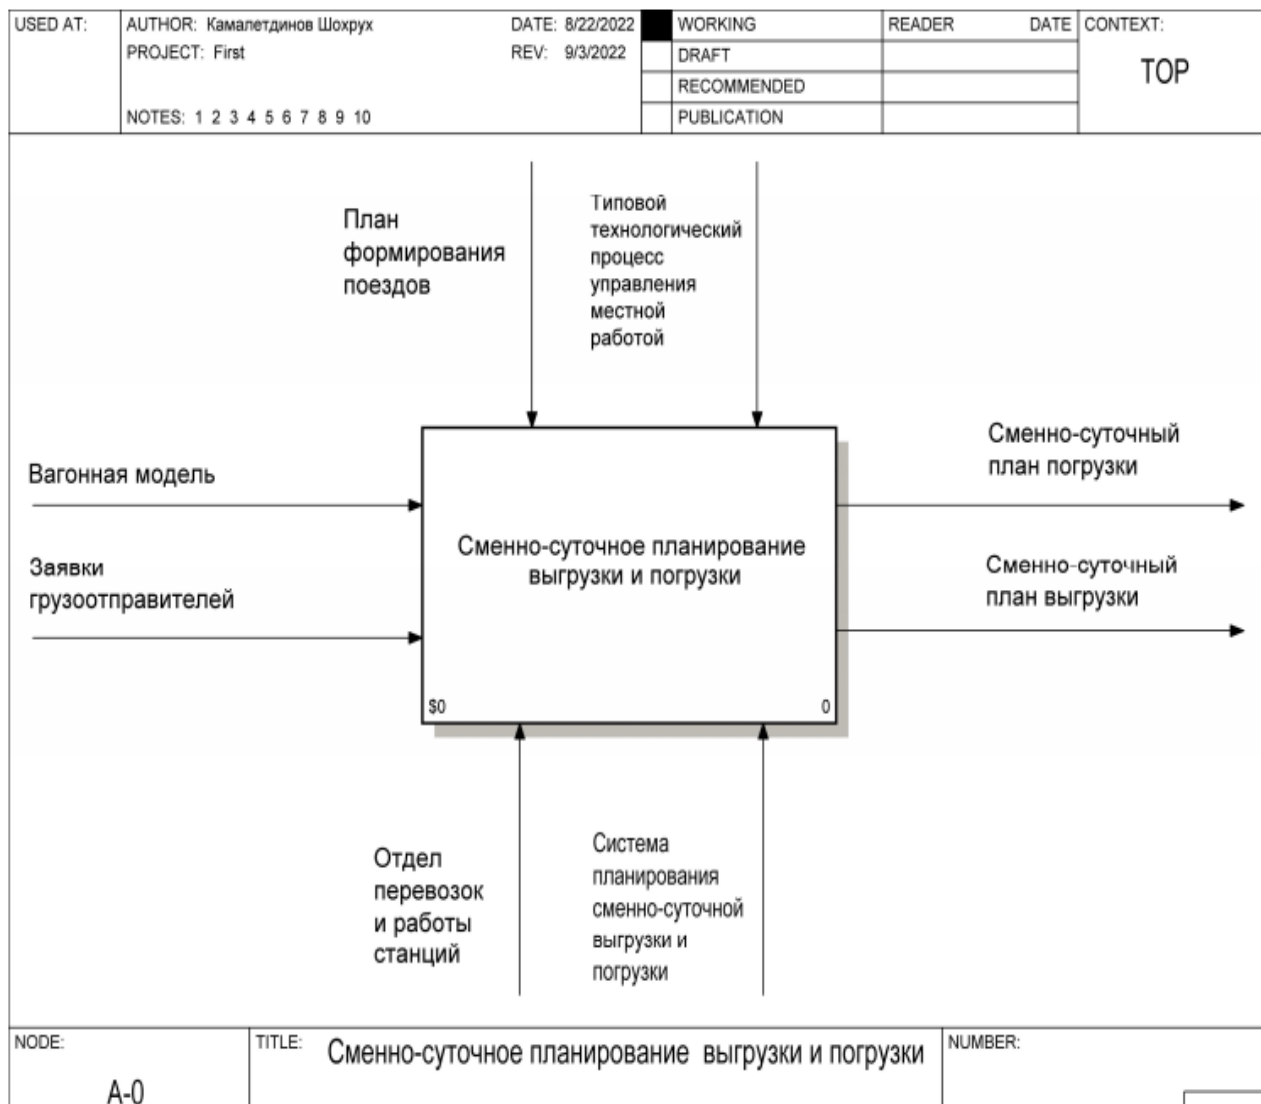 USED AT:
AUTHOR: Камалетдинов Шохрух
DATE: 8/22/2022
PROJECT: First
REV: 9/3/2022
NOTES: 1 2 3 4 5 6 7 8 9 10
WORKING
DRAFT
RECOMMENDED
PUBLICATION
READER
DATE
CONTEXT:
TOP
План
формирования
поездов
Типовой
технологический
процесс
управления
местной
работой
Вагонная модель
Заявки
грузоотправителей
Сменно-суточное планирование
выгрузки и погрузки
$0
0
Сменно-суточный
план погрузки
Сменно-суточный
план выгрузки
Отдел
перевозок
и работы
станций
Система
планирования
сменно-суточной
выгрузки и
погрузки
NODE:
A-0
TITLE:
Сменно-суточное планирование выгрузки и погрузки
NUMBER: